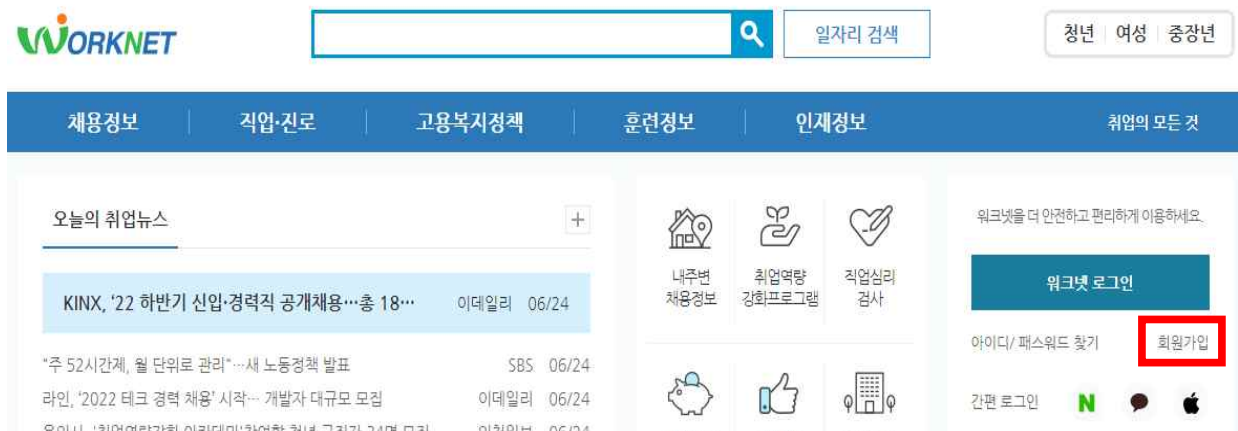 WORKNET
일자리 검색
청년 여성 중장년
채용정보 직업·진로 고용복지정책 훈련정보 인재정보 취업의 모든 것
오늘의 취업뉴스
KINX, '22 하반기 신입·경력직 공개채용…총 18… 이데일리 06/24
"주 52시간제, 월 단위로 관리"…새 노동정책 발표 SBS 06/24
라인, '2022 테크 경력 채용' 시작… 개발자 대규모 모집 이데일리 06/24
내주변
채용정보
취업역량
강화프로그램
직업심리
검사
워크넷을 더 안전하고 편리하게 이용하세요.
워크넷 로그인
아이디/ 패스워드 찾기 회원가입
간편 로그인 N